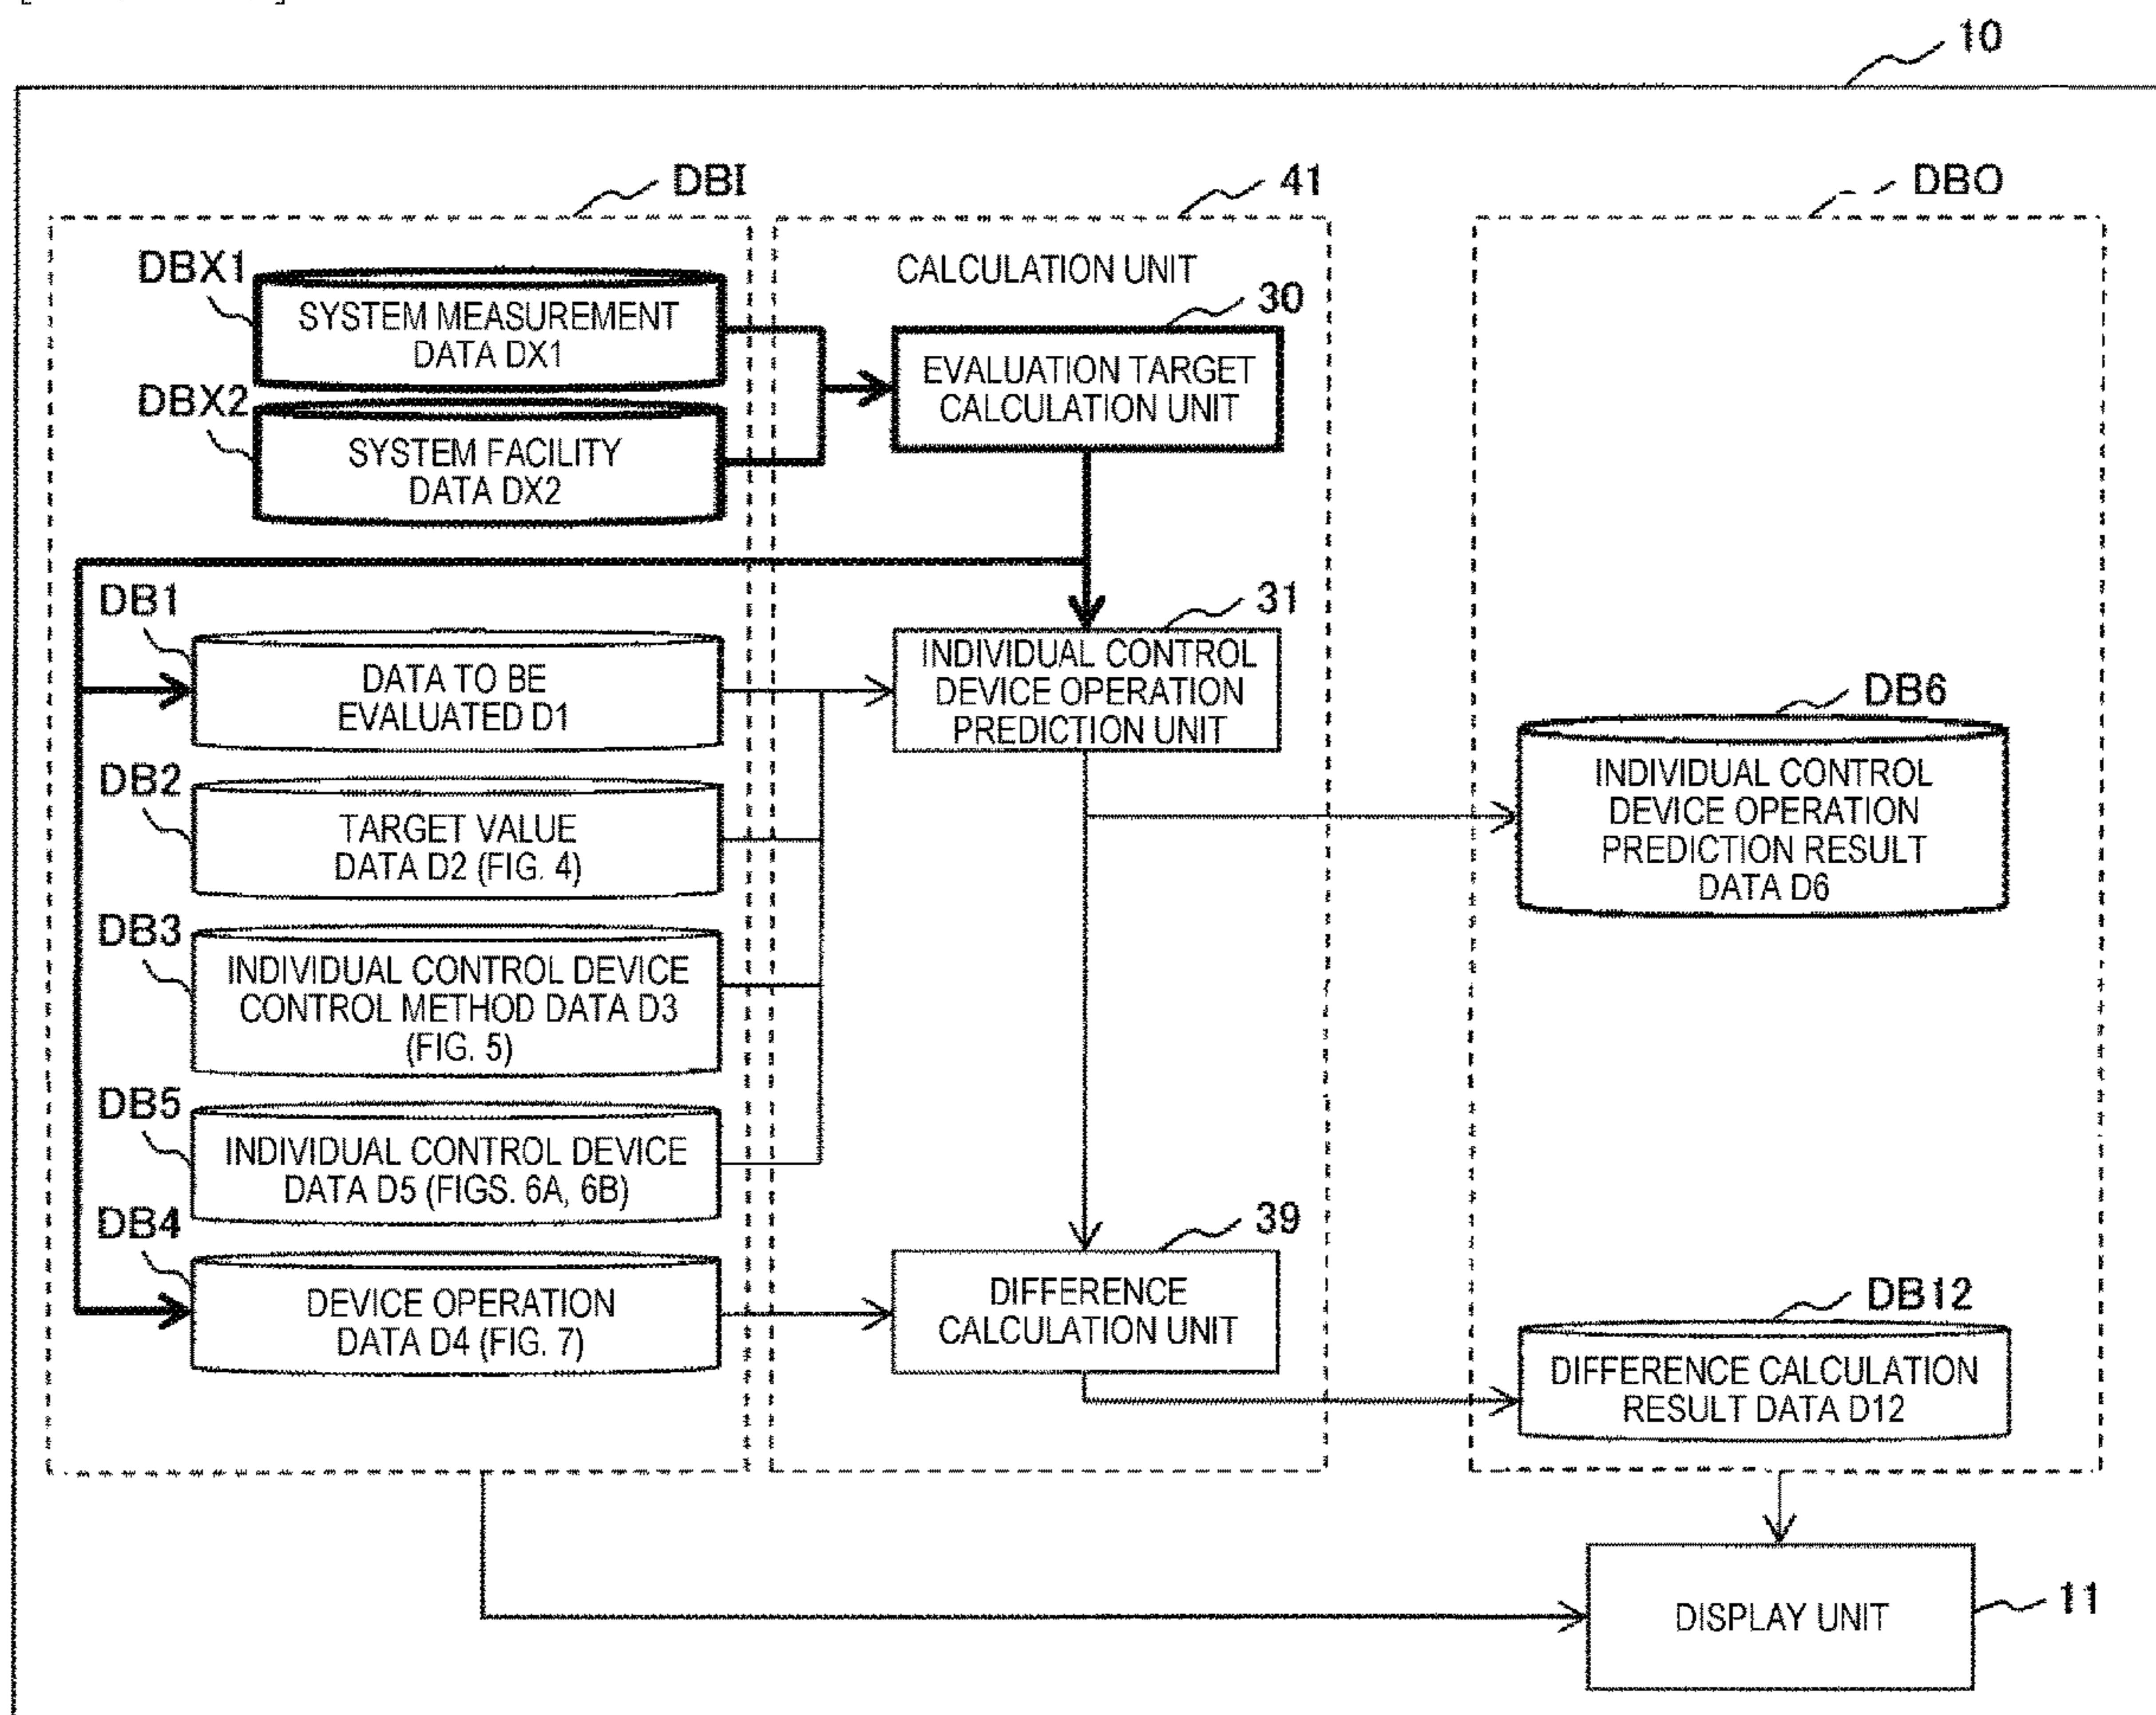 10
DBI
41
DBO
DBX1
SYSTEM MEASUREMENT
DATA DX1
DBX2
SYSTEM FACILITY
DATA DX2
CALCULATION UNIT
30
EVALUATION TARGET
CALCULATION UNIT
DB1
DATA TO BE
EVALUATED D1
31
INDIVIDUAL CONTROL
DEVICE OPERATION
PREDICTION UNIT
DB2
TARGET VALUE
DATA D2 (FIG. 4)
DB6
INDIVIDUAL CONTROL
DEVICE OPERATION
PREDICTION RESULT
DATA D6
DB3
INDIVIDUAL CONTROL DEVICE
CONTROL METHOD DATA D3
(FIG. 5)
DB5
INDIVIDUAL CONTROL DEVICE
DATA D5 (FIGS. 6A, 6B)
DB4
DEVICE OPERATION
DATA D4 (FIG. 7)
39
DIFFERENCE
CALCULATION UNIT
DB12
DIFFERENCE CALCULATION
RESULT DATA D12
DISPLAY UNIT
11